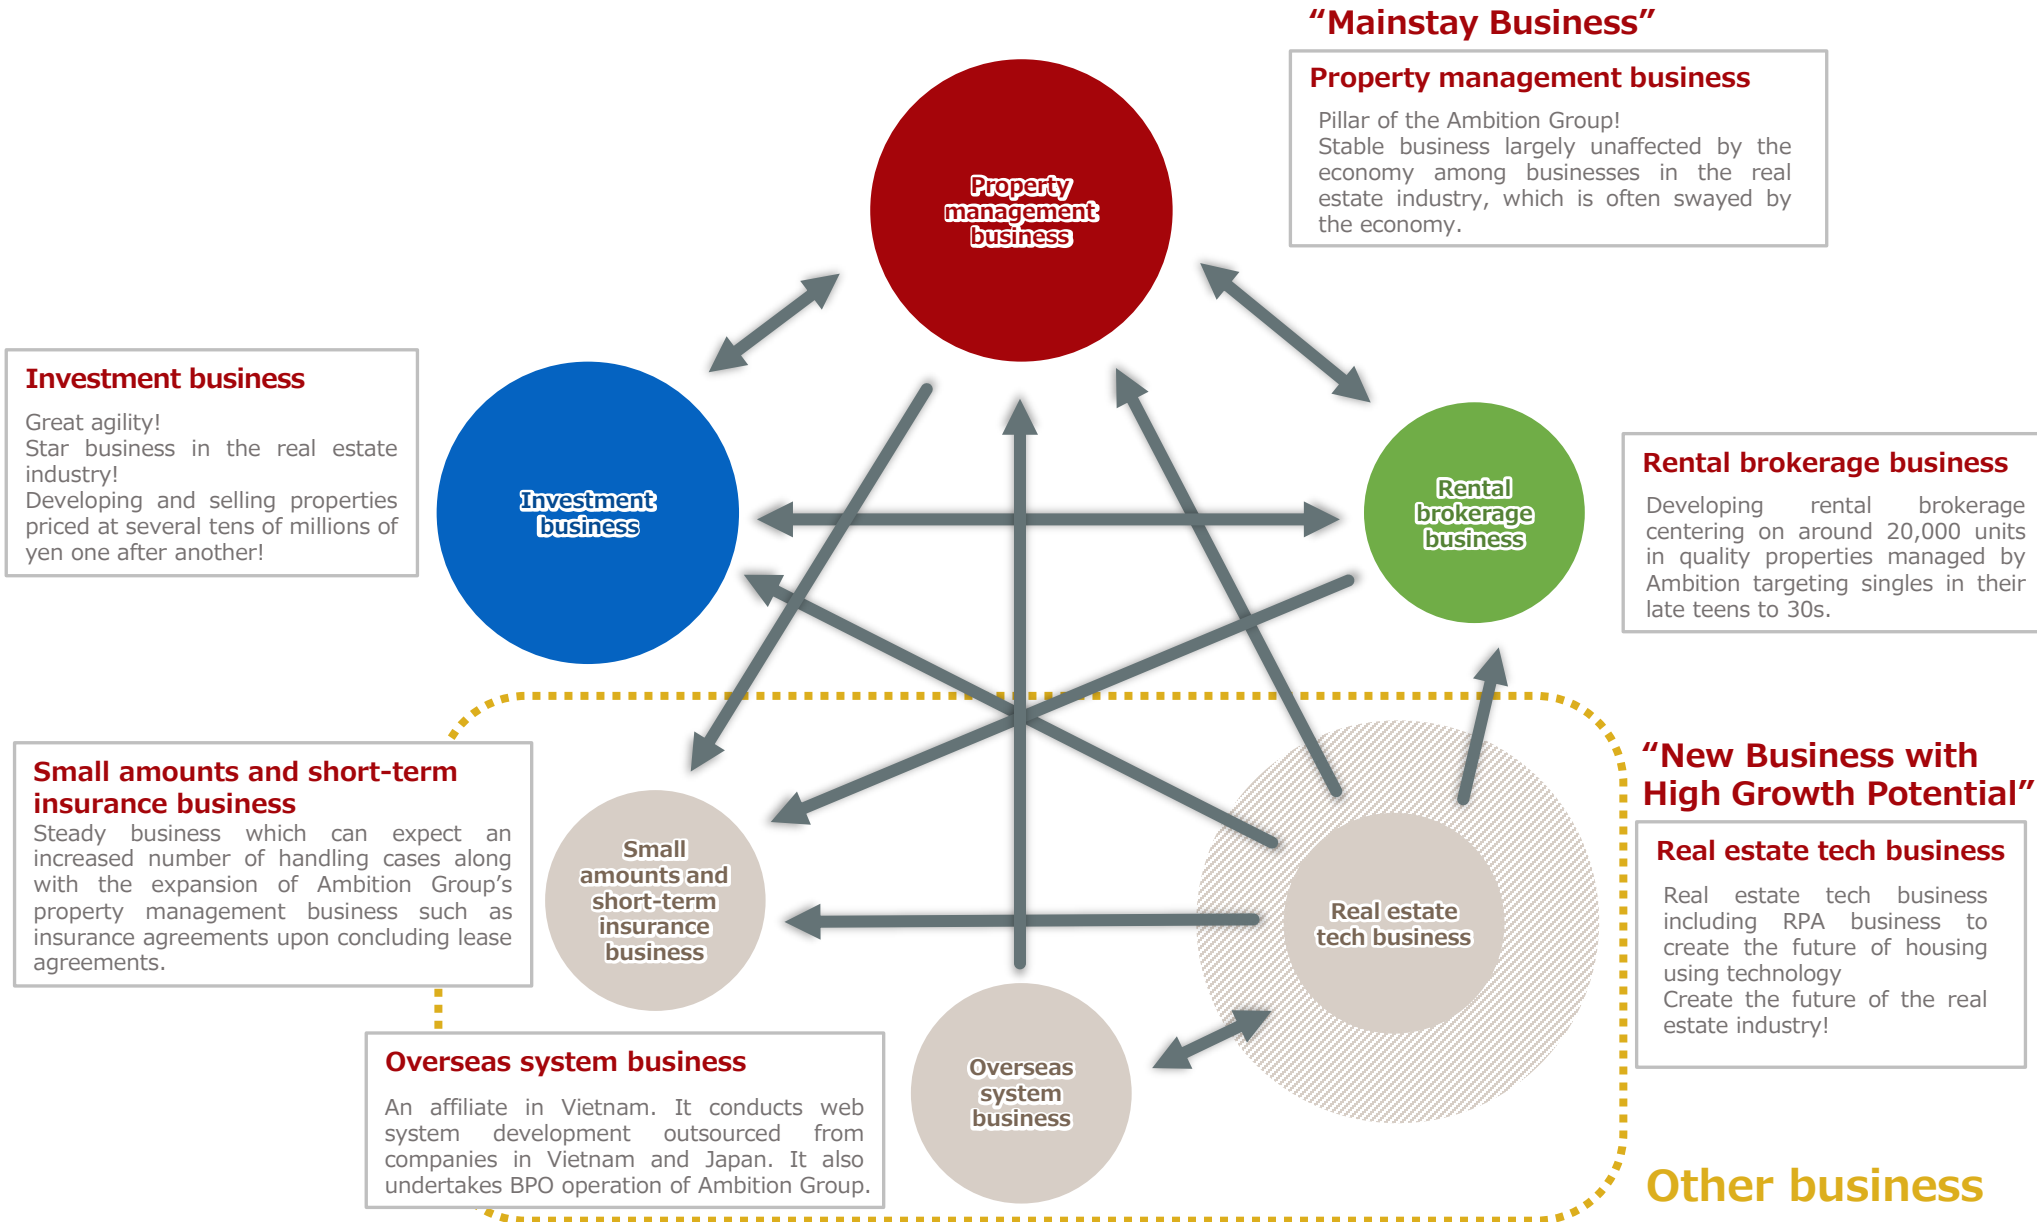 “Mainstay Business”
Property management business
Pillar of the Ambition Group!
Stable business largely unaffected by the
economy among businesses in the real
estate industry, which is often swayed by
the economy.
Property
management
business
Investment business
Great agility!
Star business in the real estate
industry!
Developing and selling properties
priced at several tens of millions of
yen one after another!
Investment
business
Rental
brokerage
business
Rental brokerage business
Developing rental brokerage
centering on around 20,000 units
in quality properties managed by
Ambition targeting singles in their
late teens to 30s.
Small amounts and short-term
insurance business
Steady business which can expect an
increased number of handling cases along
with the expansion of Ambition Group’s
property management business such as
insurance agreements upon concluding lease
agreements.
Small
amounts and
short-term
insurance
business
Real estate
tech business
“New Business with
High Growth Potential”
Real estate tech business
Real estate tech business
including RPA business to
create the future of housing
using technology
Create the future of the real
estate industry!
Overseas system business
An affiliate in Vietnam. It conducts web
system development outsourced from
companies in Vietnam and Japan. It also
undertakes BPO operation of Ambition Group.
Overseas
system
business
Other business